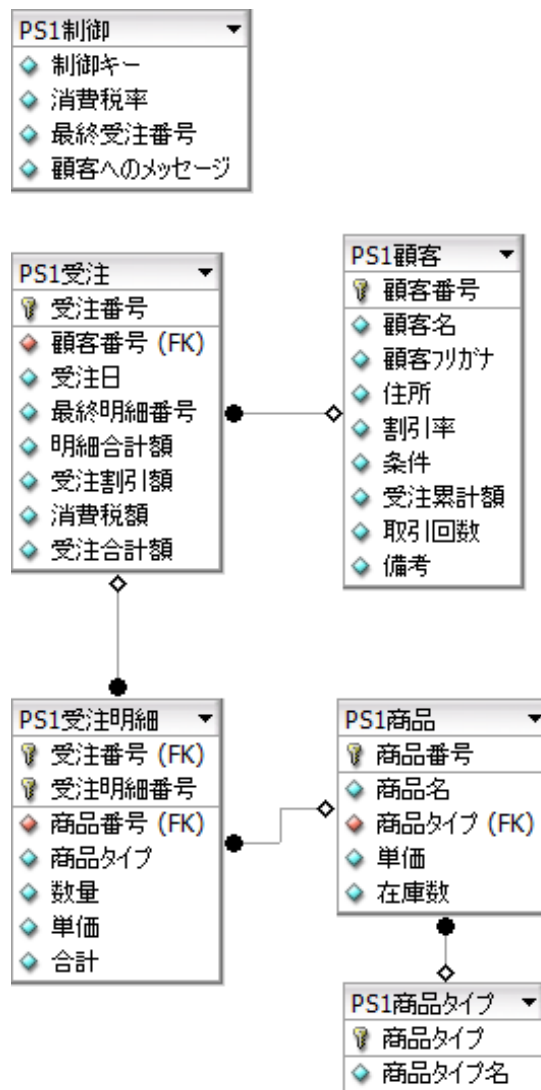 PS1制御
制御キー
消費税率
最終受注番号
顧客へのメッセージ
PS1受注
受注番号
顧客番号 (FK)
受注日
最終明細番号
明細合計額
受注割引額
消費税額
受注合計額
PS1顧客
顧客番号
顧客名
顧客フリガナ
住所
割引率
条件
受注累計額
取引回数
備考
PS1受注明細
受注番号 (FK)
受注明細番号
商品番号 (FK)
商品タイプ
数量
単価
合計
PS1商品
商品番号
商品名
商品タイプ (FK)
単価
在庫数
PS1商品タイプ
商品タイプ
商品タイプ名